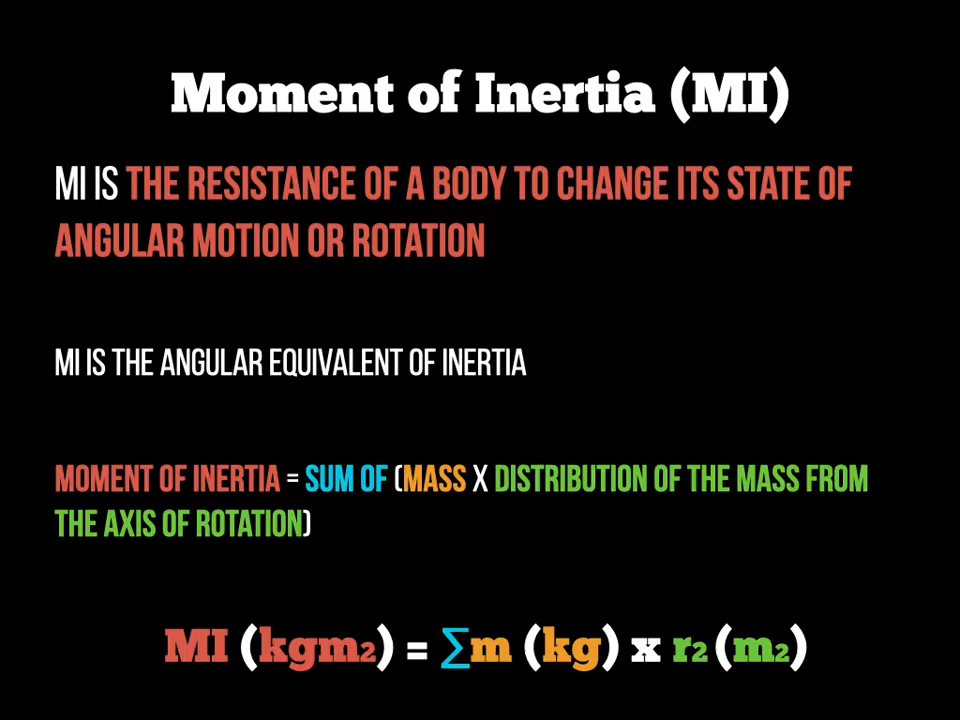 Moment of Inertia (MI)
MI IS THE RESISTANCE OF A BODY TO CHANGE ITS STATE OF
ANGULAR MOTION OR ROTATION
MI IS THE ANGULAR EQUIVALENT OF INERTIA
MOMENT OF INERTIA = SUM OF (MASS X DISTRIBUTION OF THE MASS FROM
THE AXIS OF ROTATION)
MI (kgm₂) = ∑m (kg) x r₂ (m₂)